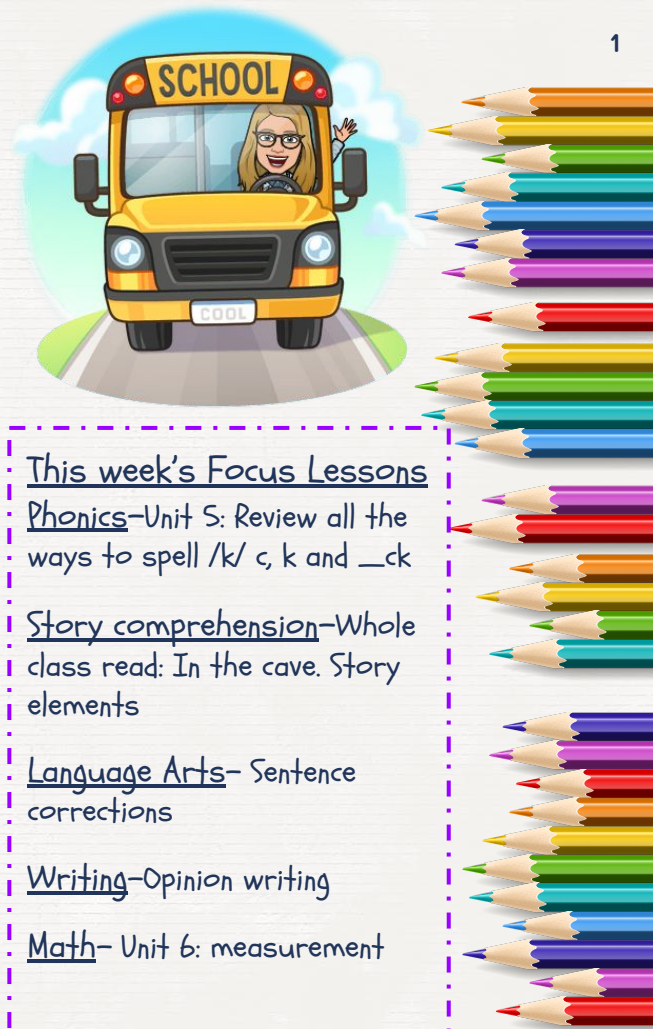 1
SCHOOL
COOL
This week's Focus Lessons
Phonics-Unit 5: Review all the
ways to spell /k/ c, k and __ck
Story comprehension-Whole
class read: In the cave. Story
elements
Language Arts- Sentence
corrections
Writing-Opinion writing
Math- Unit 6: measurement